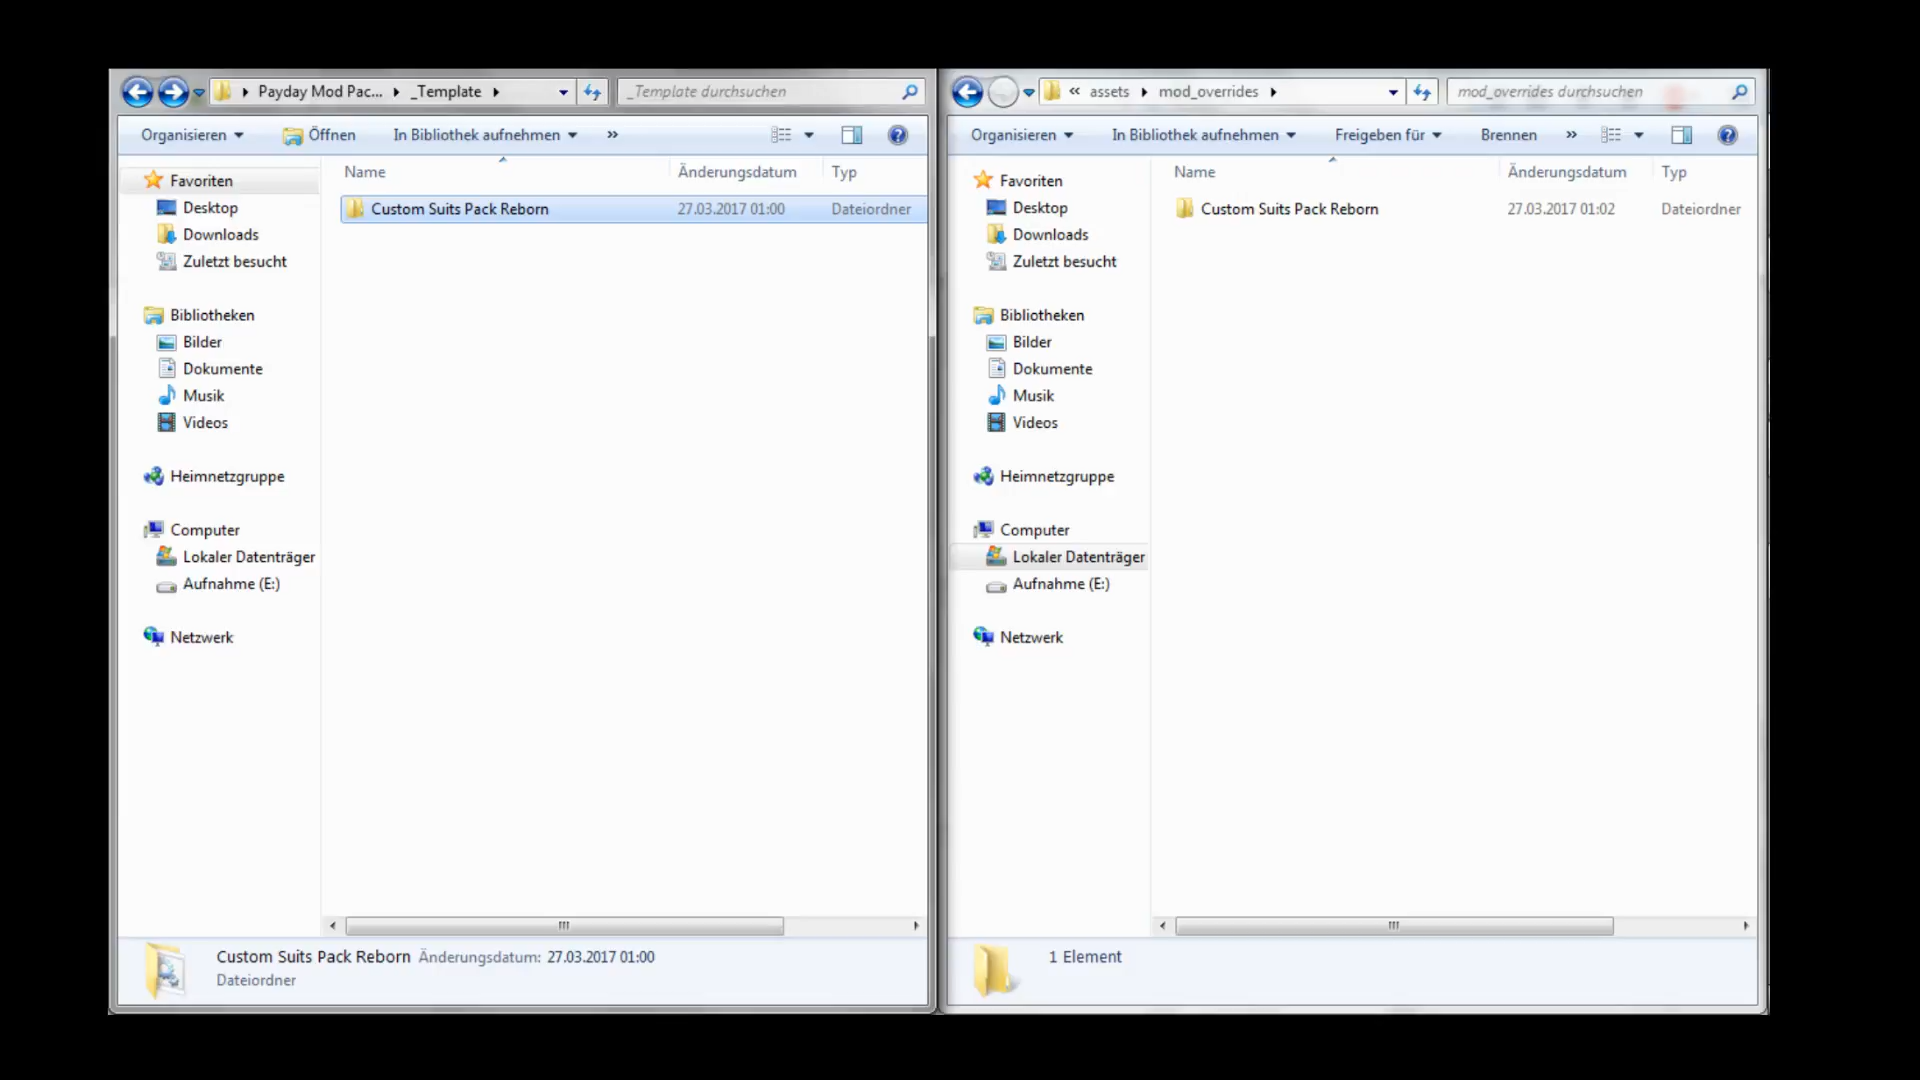 Payday Mod Pac... _Template
_Template durchsuchen
Organisieren Öffnen In Bibliothek aufnehmen »
Name Änderungsdatum Typ
Custom Suits Pack Reborn 27.03.2017 01:00 Dateiordner
Favoriten
Desktop
Downloads
Zuletzt besucht
Bibliotheken
Bilder
Dokumente
Musik
Videos
Heimnetzgruppe
Computer
Lokaler Datenträger
Aufnahme (E:)
Netzwerk
Custom Suits Pack Reborn Änderungsdatum: 27.03.2017 01:00
Dateiordner
« assets mod_overrides
mod_overrides durchsuchen
Organisieren In Bibliothek aufnehmen Freigeben für Brennen »
Name Änderungsdatum Typ
Custom Suits Pack Reborn 27.03.2017 01:02 Dateiordner
Favoriten
Desktop
Downloads
Zuletzt besucht
Bibliotheken
Bilder
Dokumente
Musik
Videos
Heimnetzgruppe
Computer
Lokaler Datenträger
Aufnahme (E:)
Netzwerk
1 Element